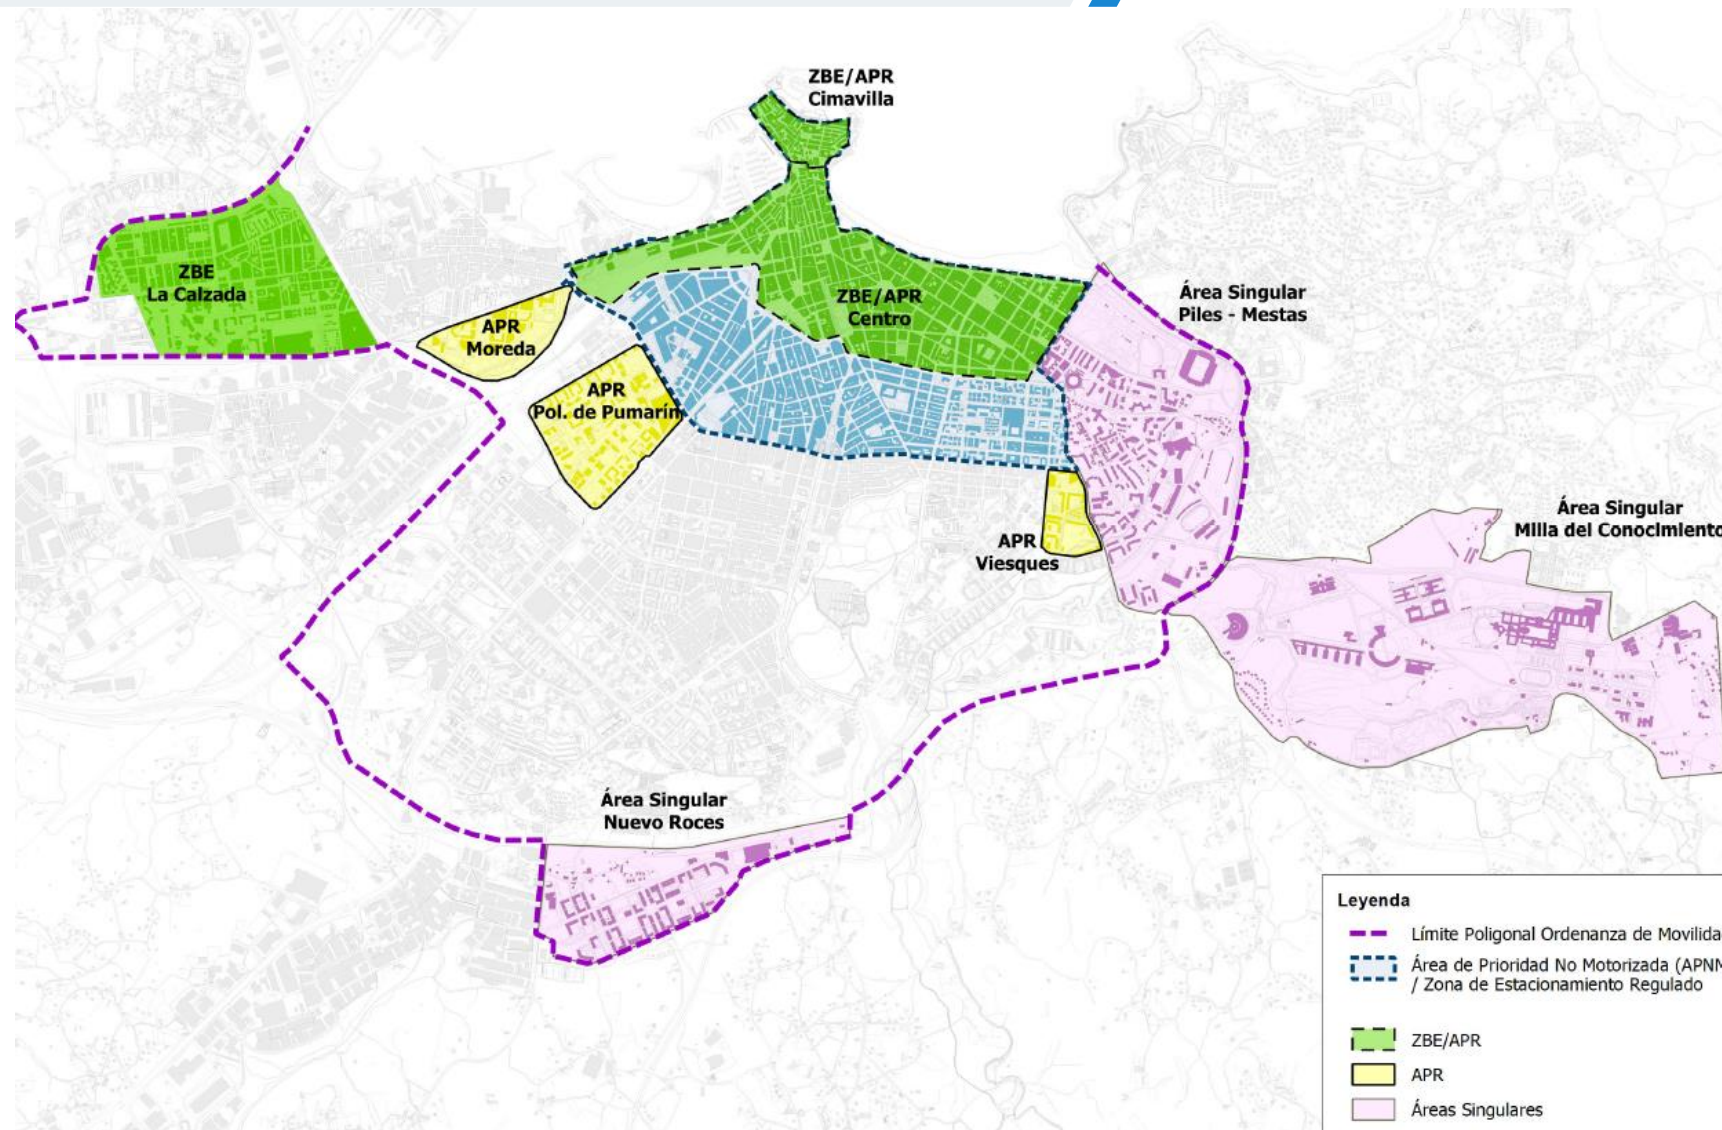 ZBE/APR
Cimavilla
ZBE
La Calzada
ZBE/APR
Centro
Área Singular
Piles - Mestas
APR
Moreda
APR
Pol. de Pumarín
APR
Viesques
Área Singular
Milla del Conocimiento
Área Singular
Nuevo Roces
Leyenda
Límite Poligonal Ordenanza de Movilida
Área de Prioridad No Motorizada (APNM
/ Zona de Estacionamiento Regulado
ZBE/APR
APR
Áreas Singulares